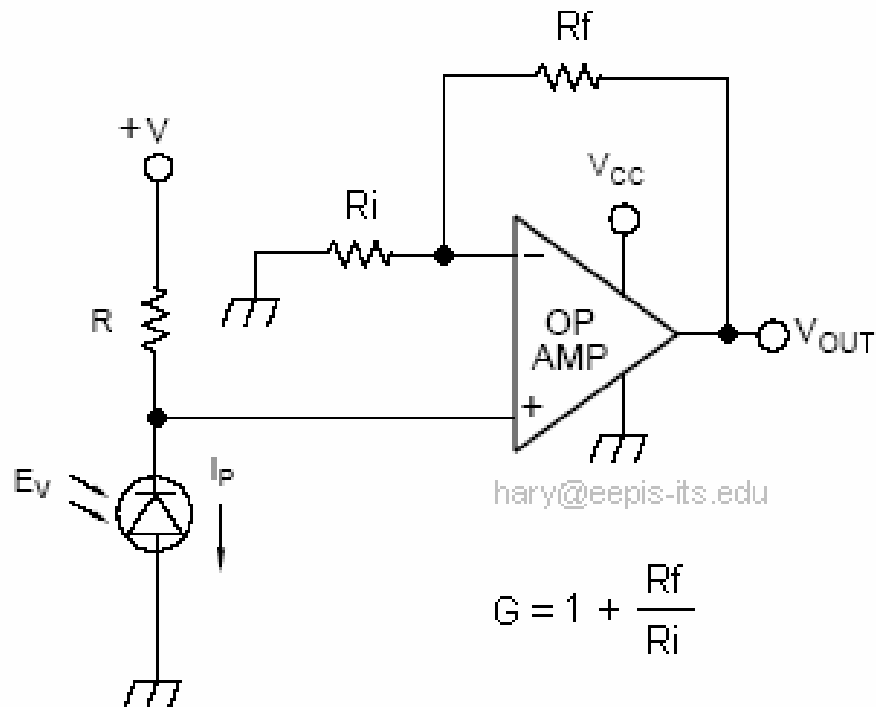 Rf
+V
VCC
Ri
−
R
OP
AMP
VOUT
+
EV
IP
hary@eepis-its.edu
G = 1 + Rf
Ri